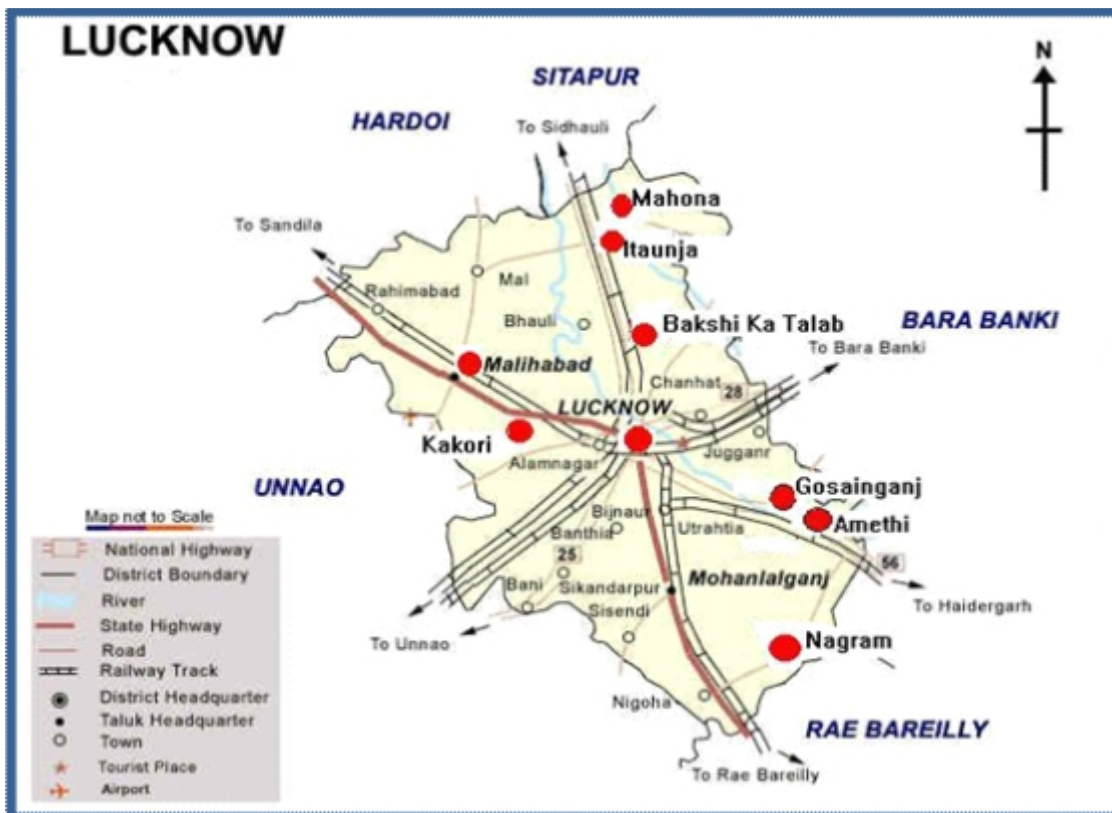 LUCKNOW
N
SITAPUR
HARDOI
To Sidhauli
Mahona
To Sandila
Itaunja
Mal
Rahimabad
BARA BANKI
Bhauli
Bakshi Ka Talab
To Bara Banki
Malihabad
Chanhat
28
LUCKNOW
Kakori
Alamnagar
Jugganr
UNNAO
Gosainganj
Map not to Scale
Bijnaur
Amethi
Banthia
Utrahtia
National Highway
25
56
District Boundary
Bani
Sikandarpur
Mohanlalganj
River
Sisendi
To Haidergarh
State Highway
To Unnao
Nagram
Road
Railway Track
District Headquarter
Nigoha
Taluk Headquarter
RAE BAREILLY
Town
Tourist Place
To Rae Bareilly
Airport